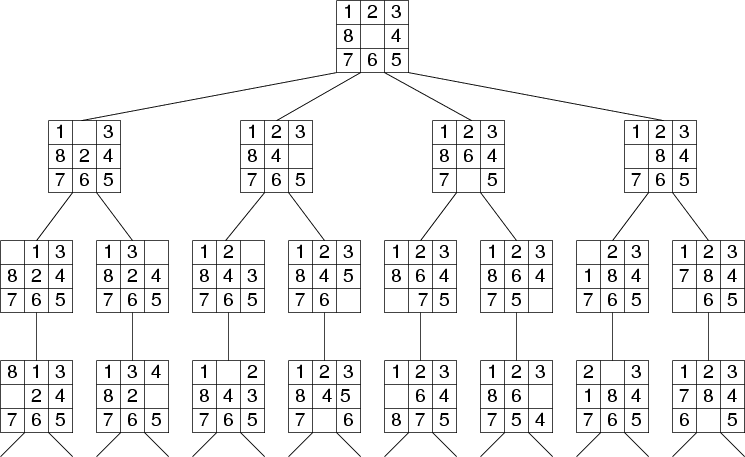 1 2 3
8 4
7 6 5
1 3 1 2 3 1 2 3 1 2 3
8 2 4 8 4 8 6 4 8 4
7 6 5 7 6 5 7 5 7 6 5
1 3 1 3 1 2 1 2 3 1 2 3 1 2 3 2 3 1 2 3
8 2 4 8 2 4 8 4 3 8 4 5 8 6 4 8 6 4 1 8 4 7 8 4
7 6 5 7 6 5 7 6 5 7 6 7 5 7 5 7 6 5 6 5
8 1 3 1 3 4 1 2 1 2 3 1 2 3 1 2 3 2 3 1 2 3
2 4 8 2 8 4 3 8 4 5 6 4 8 6 1 8 4 7 8 4
7 6 5 7 6 5 7 6 5 7 6 8 7 5 7 5 4 7 6 5 6 5